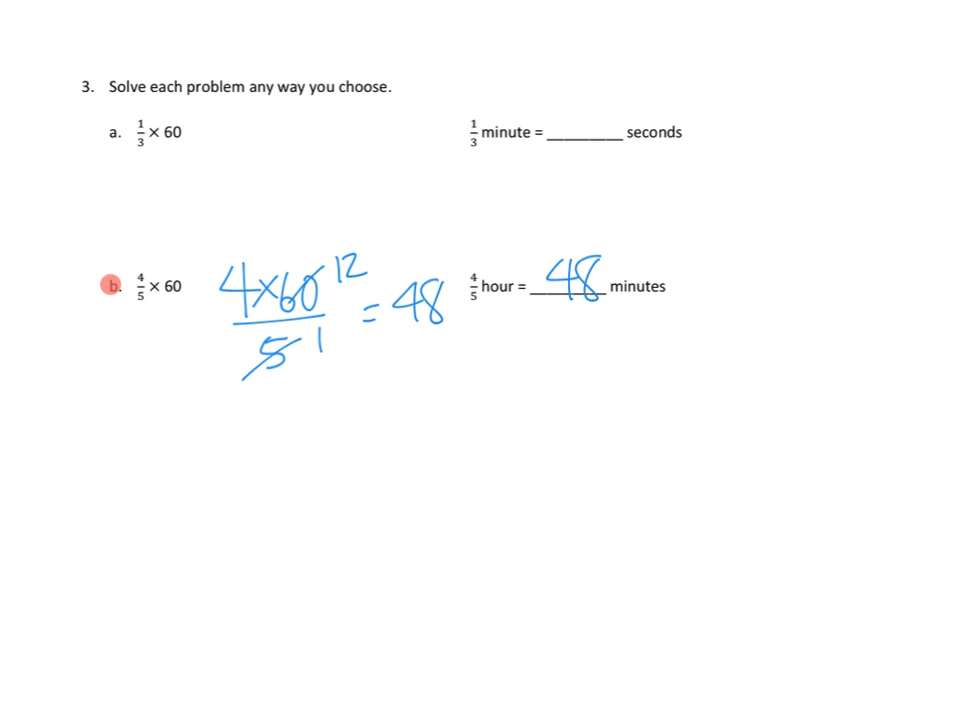 3. Solve each problem any way you choose.
a. 1/3 × 60
1/3 minute = ________ seconds
b. 4/5 × 60
4×60 12
5 1
= 48
4/5 hour = 48 minutes